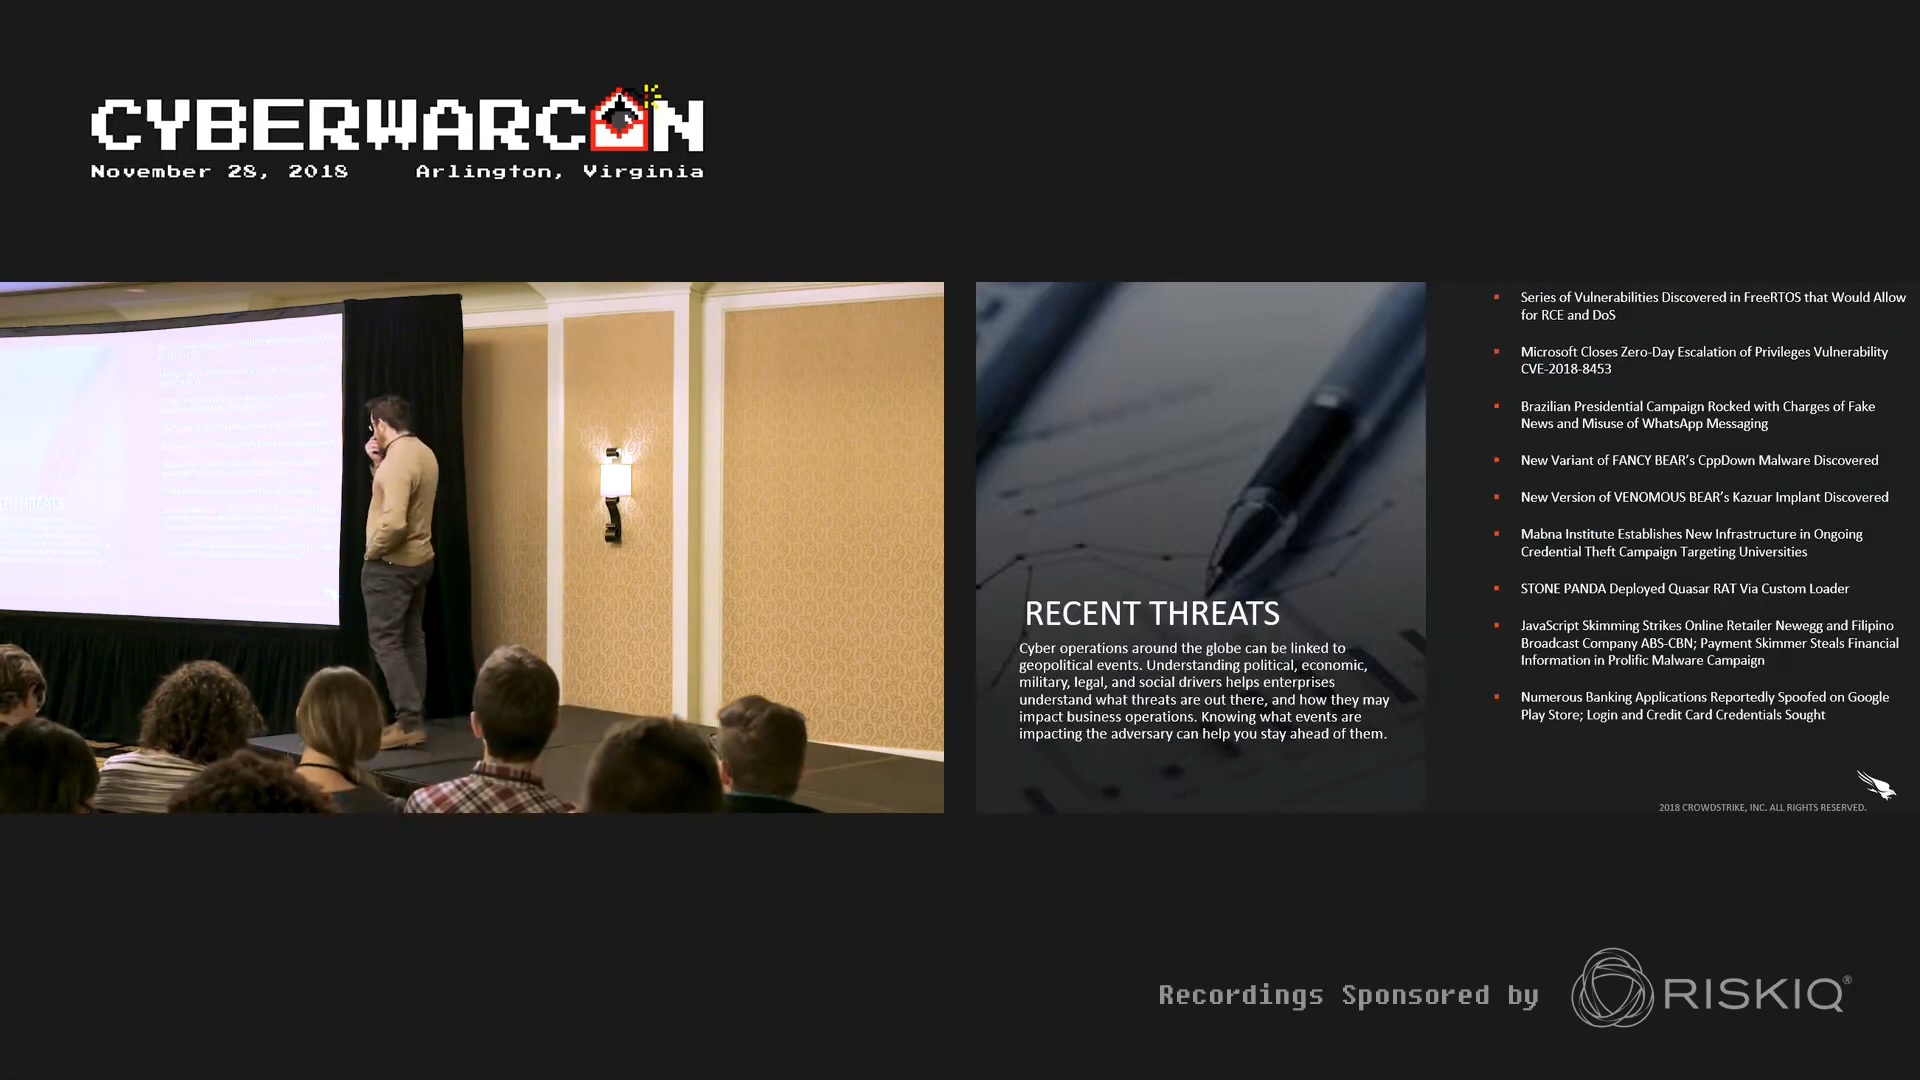 CYBERWARCON
November 28, 2018 Arlington, Virginia
Series of Vulnerabilities Discovered in FreeRTOS that Would Allow
for RCE and DoS
Microsoft Closes Zero-Day Escalation of Privileges Vulnerability
CVE-2018-8453
Brazilian Presidential Campaign Rocked with Charges of Fake
News and Misuse of WhatsApp Messaging
New Variant of FANCY BEAR's CppDown Malware Discovered
New Version of VENOMOUS BEAR's Kazuar Implant Discovered
Mabna Institute Establishes New Infrastructure in Ongoing
Credential Theft Campaign Targeting Universities
STONE PANDA Deployed Quasar RAT Via Custom Loader
JavaScript Skimming Strikes Online Retailer Newegg and Filipino
Broadcast Company ABS-CBN; Payment Skimmer Steals Financial
Information in Prolific Malware Campaign
Numerous Banking Applications Reportedly Spoofed on Google
Play Store; Login and Credit Card Credentials Sought
RECENT THREATS
Cyber operations around the globe can be linked to
geopolitical events. Understanding political, economic,
military, legal, and social drivers helps enterprises
understand what threats are out there, and how they may
impact business operations. Knowing what events are
impacting the adversary can help you stay ahead of them.
2018 CROWDSTRIKE, INC. ALL RIGHTS RESERVED.
Recordings Sponsored by
RISKIQ®